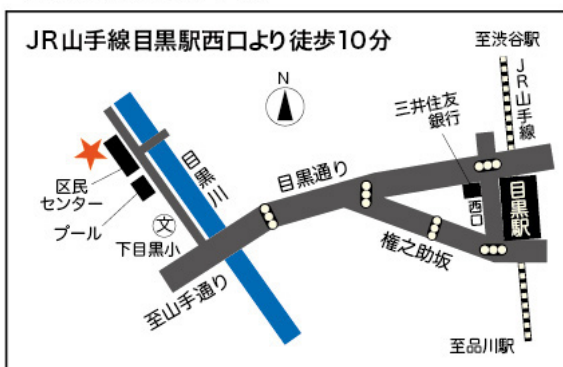 JR山手線目黒駅西口より徒歩10分
至渋谷駅
N
JR山手線
三井住友
銀行
目黒通り
目黒川
区民
センター
プール
文
下目黒小
西口
目黒駅
権之助坂
至山手通り
至品川駅